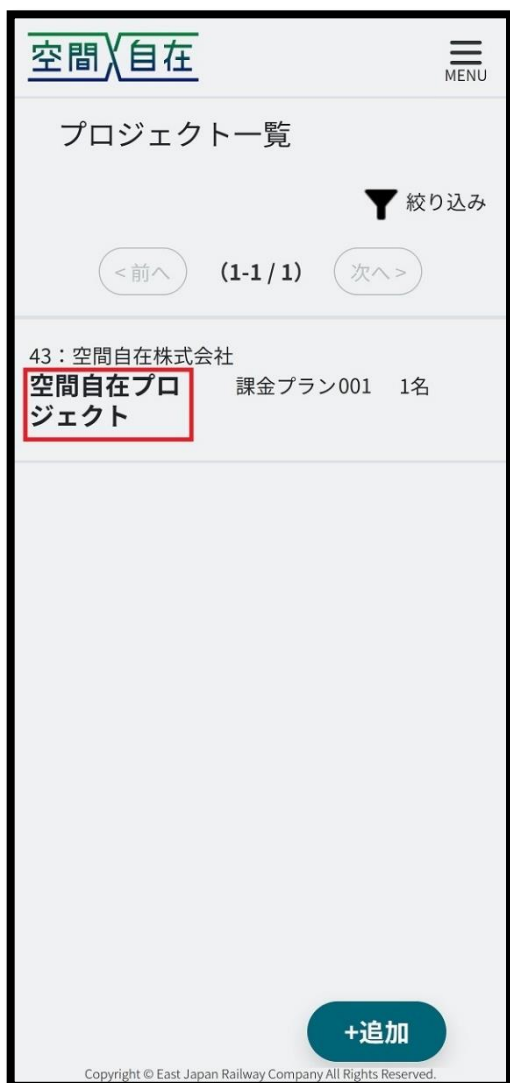 空間自在
MENU
プロジェクト一覧
絞り込み
<前へ (1-1 / 1) 次へ>
43：空間自在株式会社
空間自在プロ 課金プラン001 1名
ジェクト
+追加
Copyright © East Japan Railway Company All Rights Reserved.